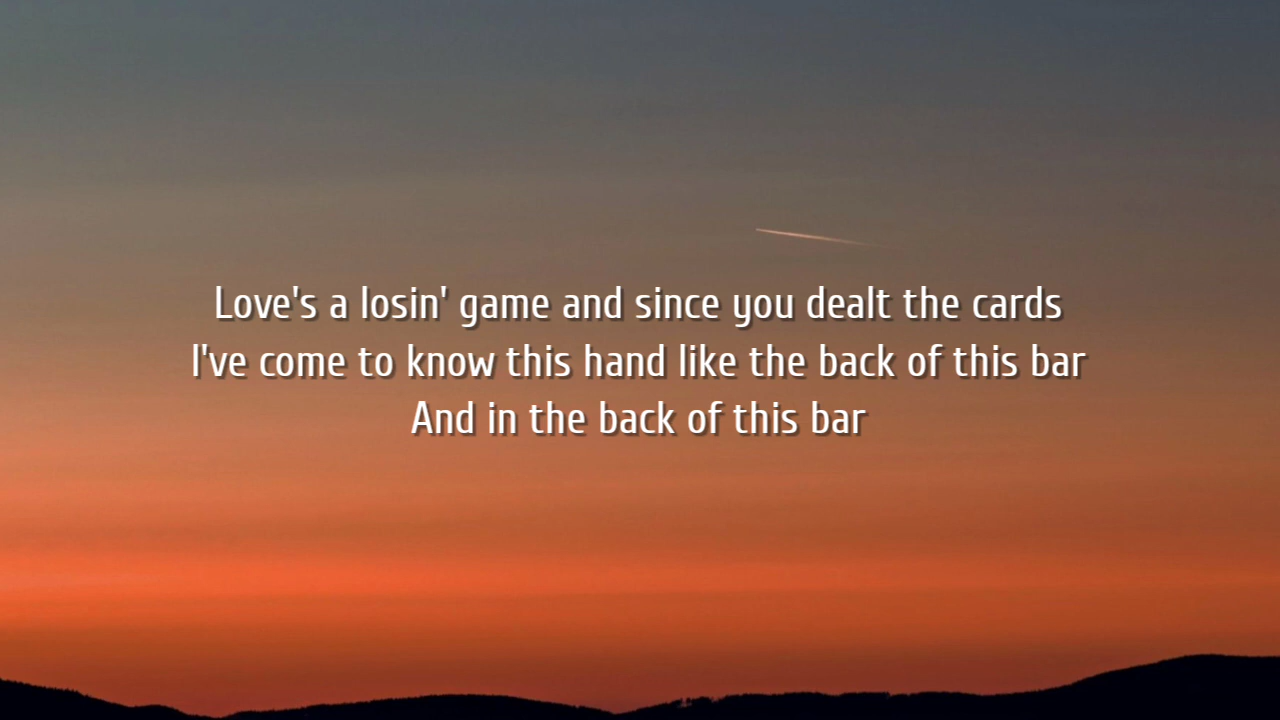 Love's a losin' game and since you dealt the cards
I've come to know this hand like the back of this bar
And in the back of this bar